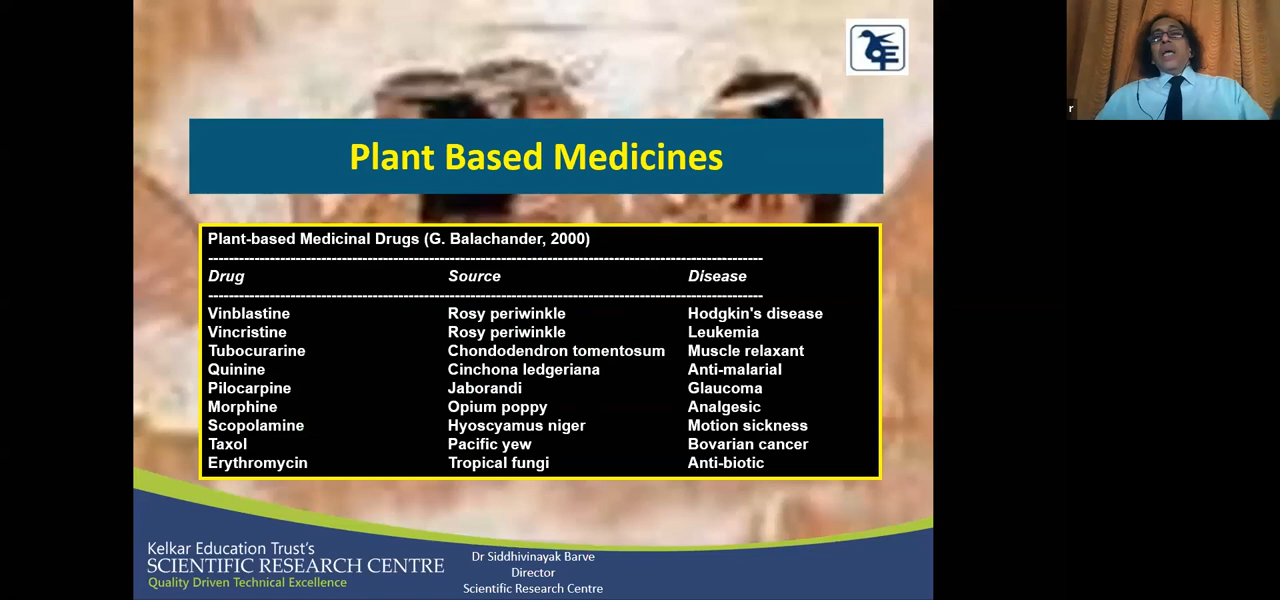 Plant Based Medicines
Plant-based Medicinal Drugs (G. Balachander, 2000)
---------------------------------------------------------------------------------------------------------------------------
Drug Source Disease
---------------------------------------------------------------------------------------------------------------------------
Vinblastine Rosy periwinkle Hodgkin's disease
Vincristine Rosy periwinkle Leukemia
Tubocurarine Chondodendron tomentosum Muscle relaxant
Quinine Cinchona ledgeriana Anti-malarial
Pilocarpine Jaborandi Glaucoma
Morphine Opium poppy Analgesic
Scopolamine Hyoscyamus niger Motion sickness
Taxol Pacific yew Bovarian cancer
Erythromycin Tropical fungi Anti-biotic
Kelkar Education Trust's
SCIENTIFIC RESEARCH CENTRE
Quality Driven Technical Excellence
Dr Siddhivinayak Barve
Director
Scientific Research Centre
r